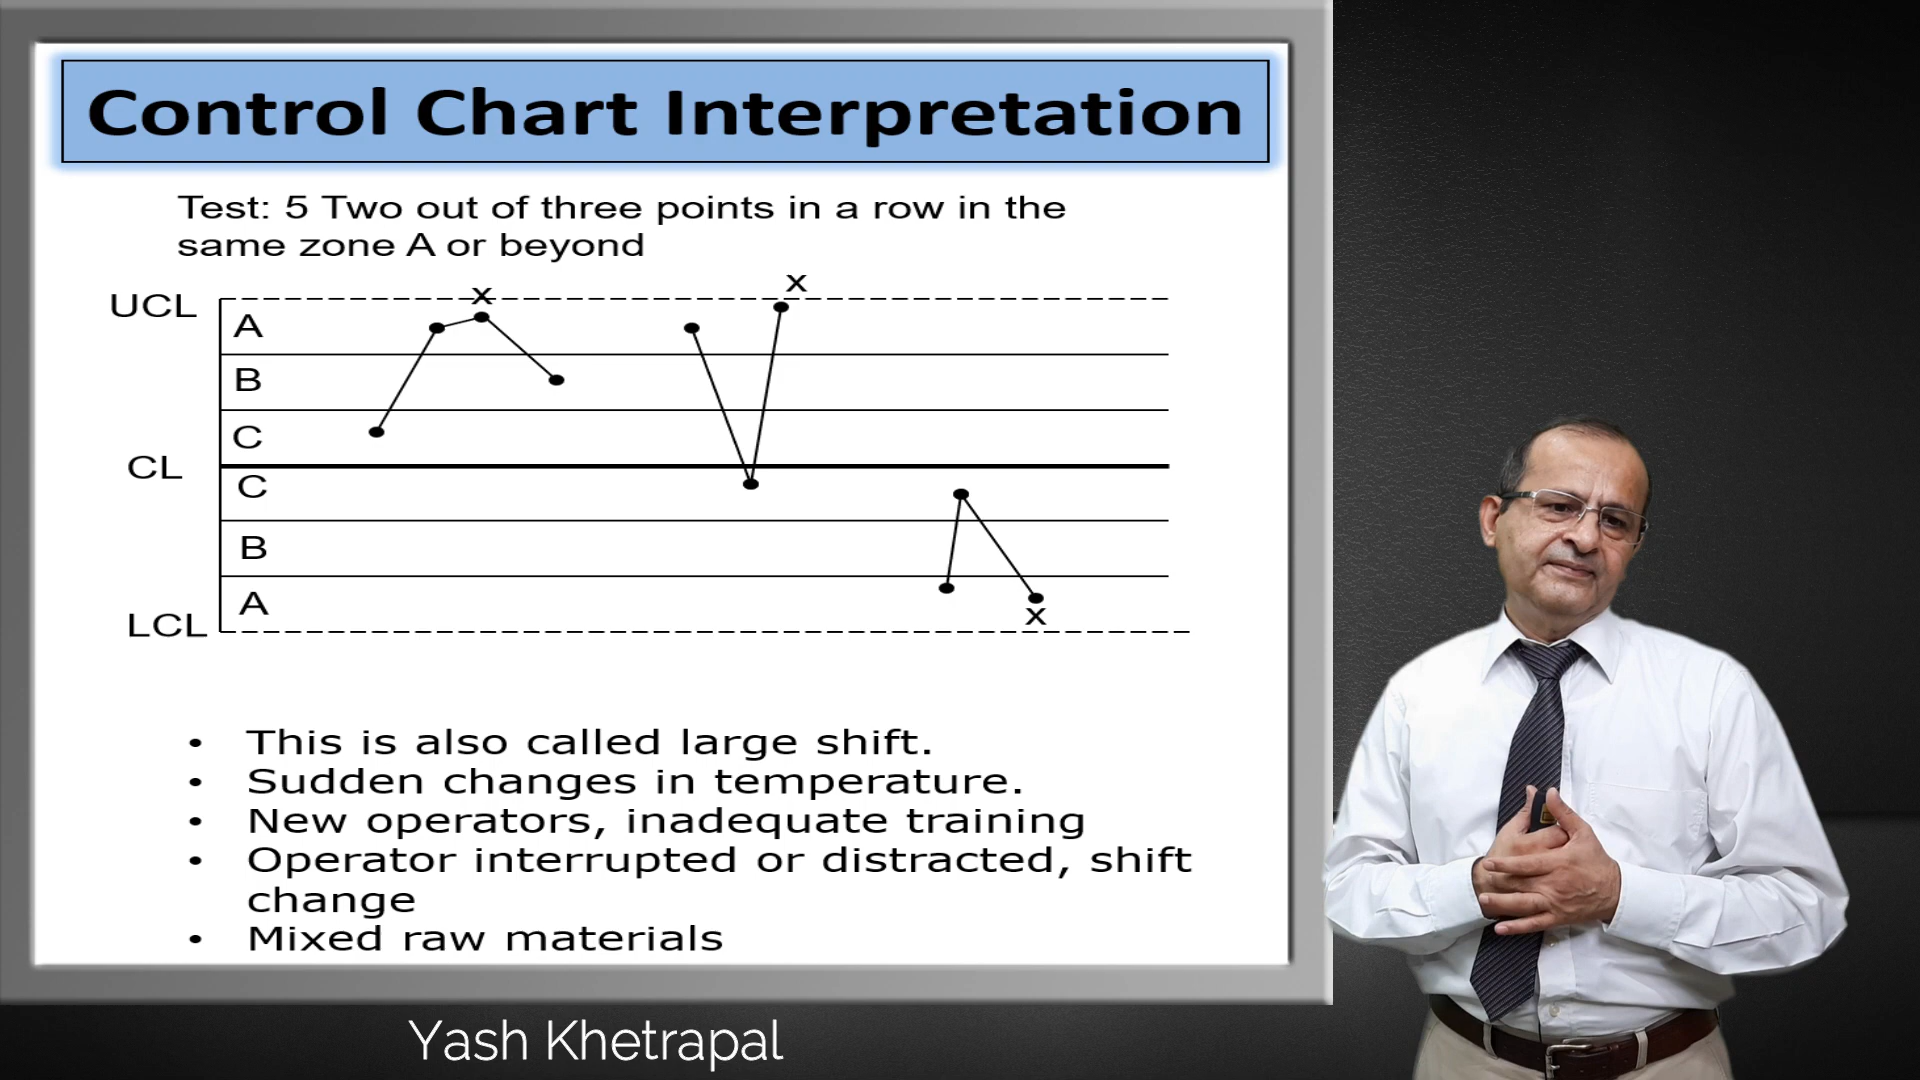 Control Chart Interpretation
Test: 5 Two out of three points in a row in the
same zone A or beyond
x
x
UCL
A
B
C
CL
C
B
A
x
LCL
• This is also called large shift.
• Sudden changes in temperature.
• New operators, inadequate training
• Operator interrupted or distracted, shift
change
• Mixed raw materials
Yash Khetrapal